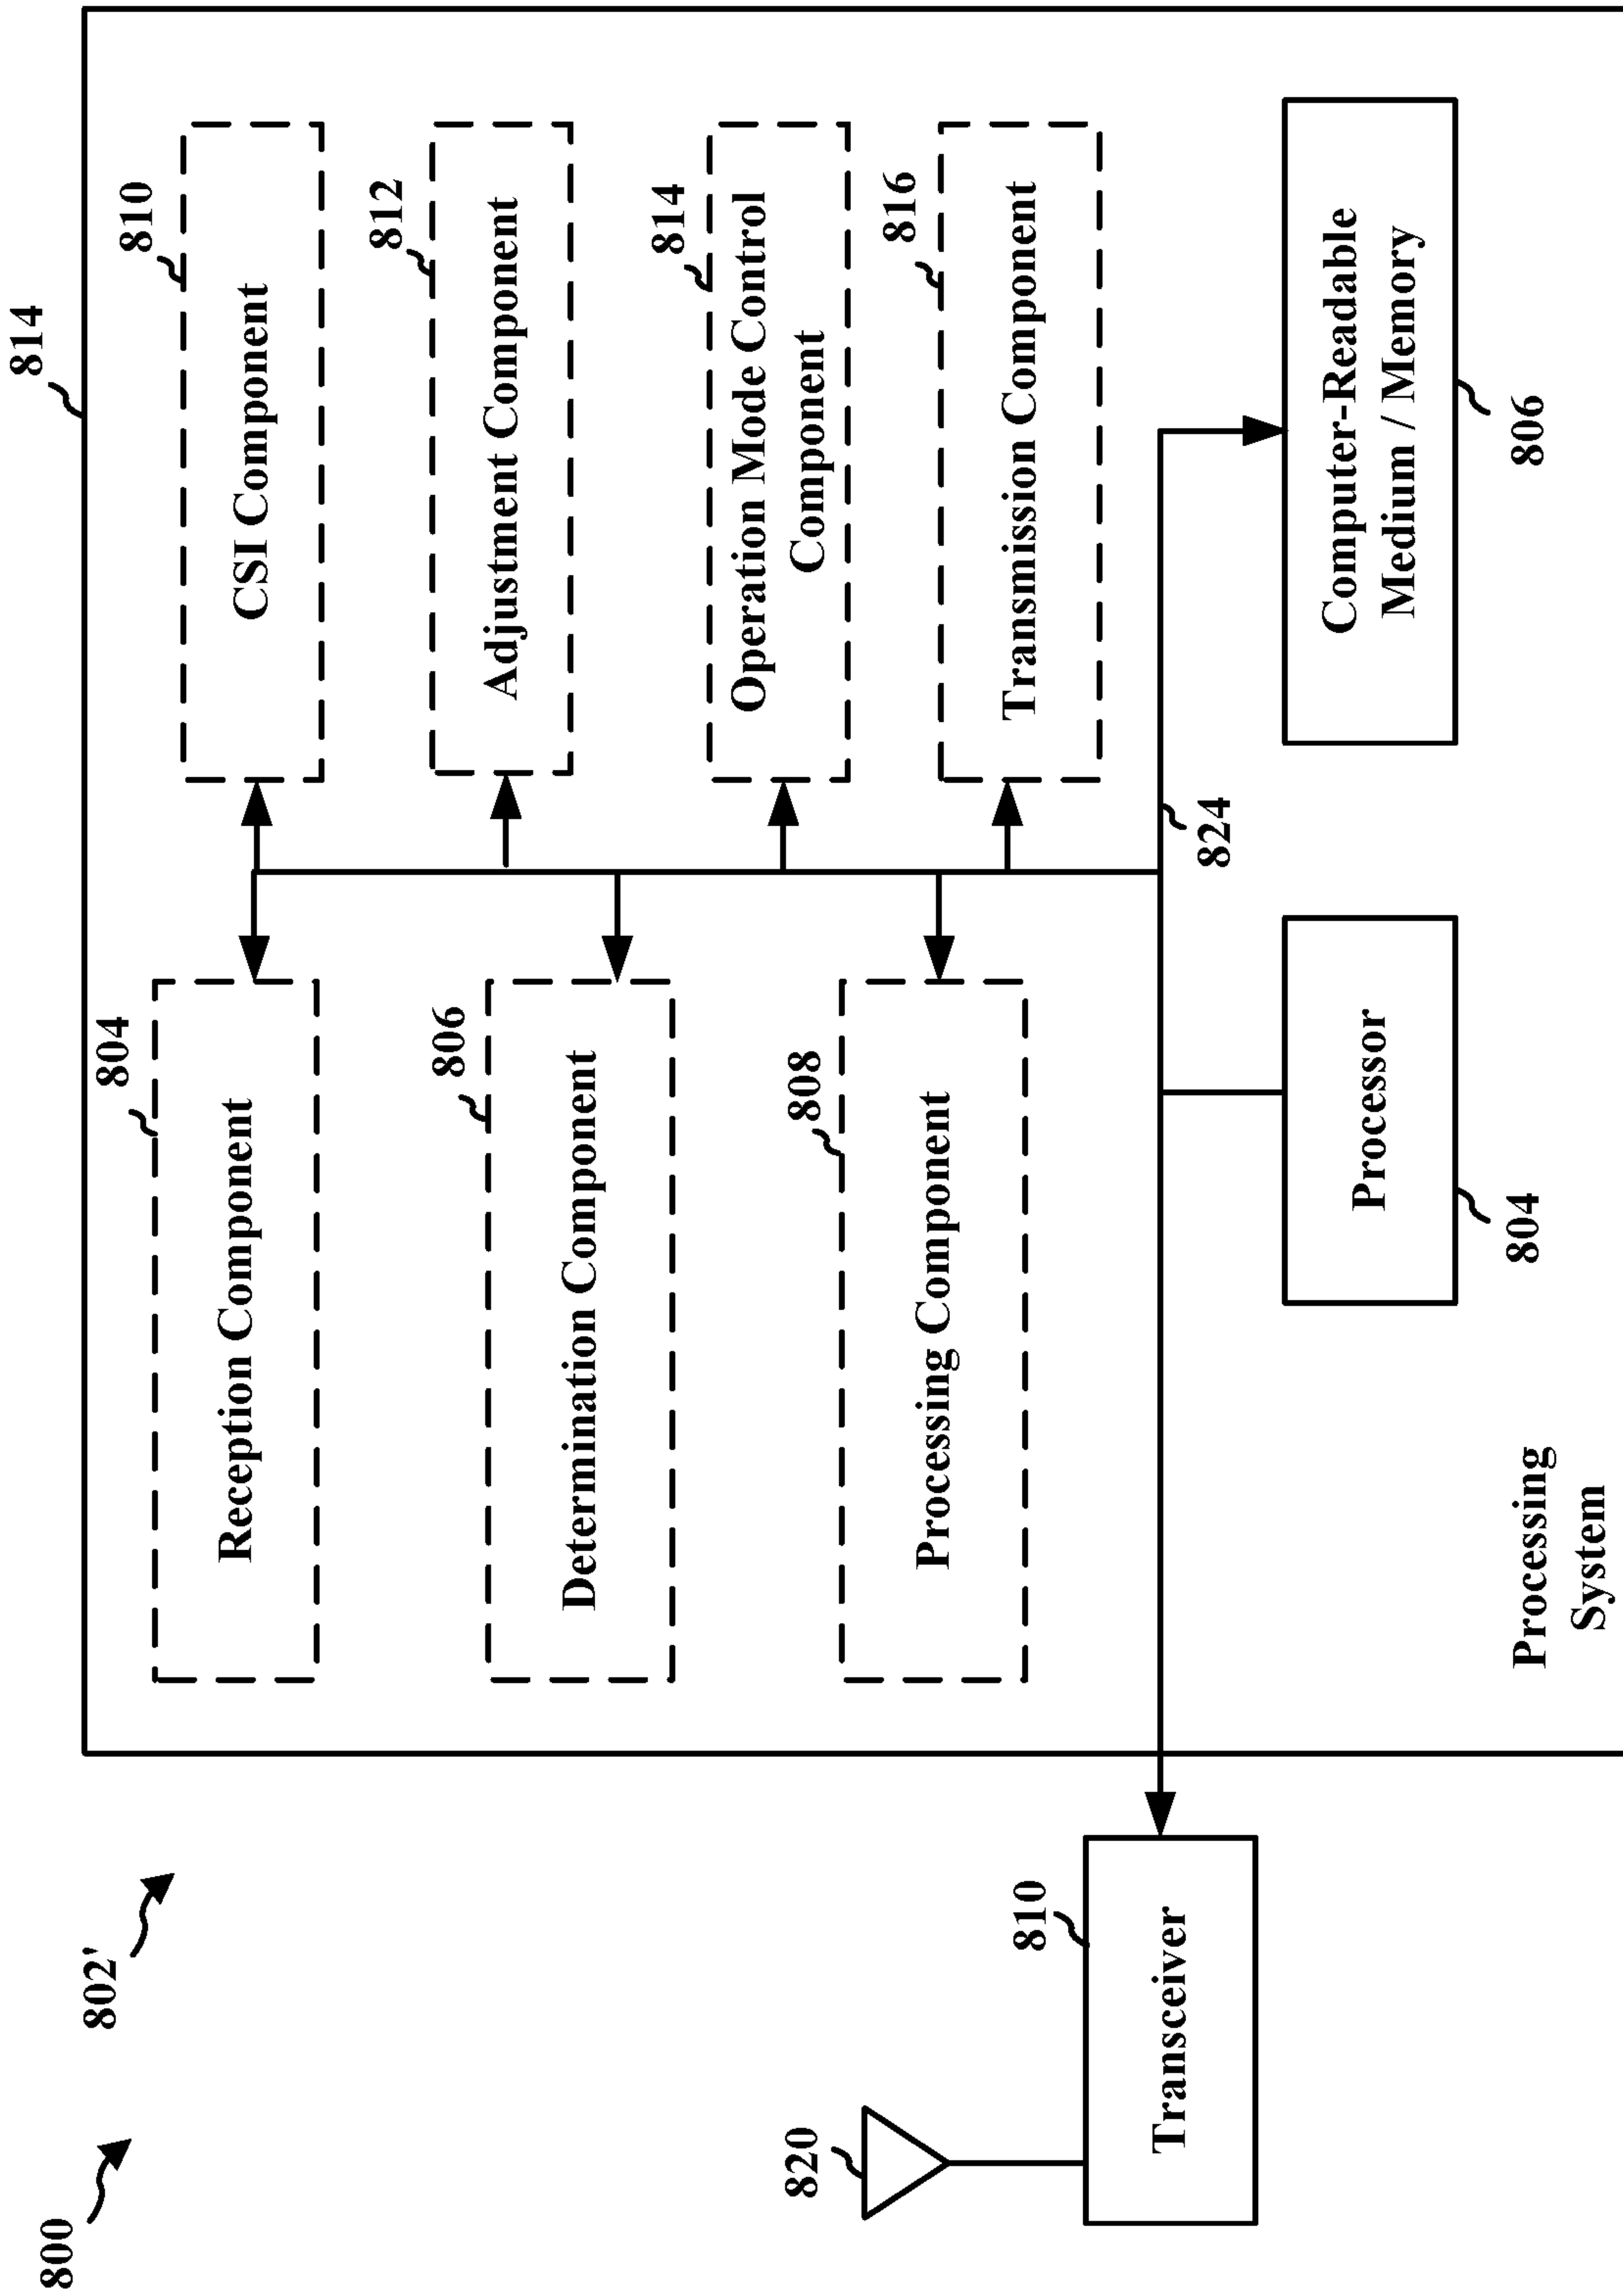 800
802'
814
804
Reception Component
810
CSI Component
806
Determination Component
812
Adjustment Component
808
Processing Component
814
Operation Mode Control
Component
816
Transmission Component
820
810
Transceiver
824
Processor
804
Computer-Readable
Medium / Memory
806
Processing
System